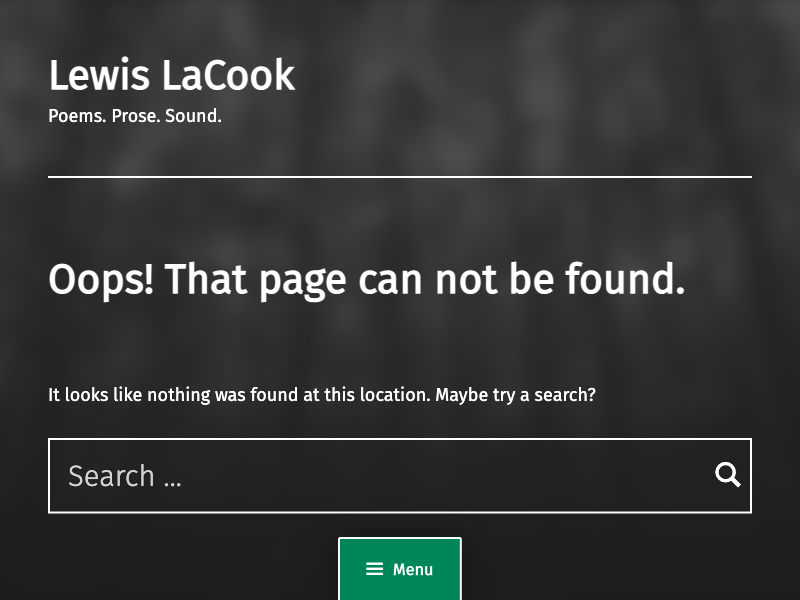 Lewis LaCook
Poems. Prose. Sound.
Oops! That page can not be found.
It looks like nothing was found at this location. Maybe try a search?
Search ...
Menu